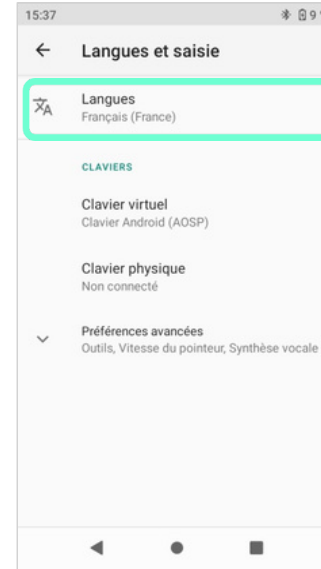 15:37
Langues et saisie
Langues
Français (France)
CLAVIERS
Clavier virtuel
Clavier Android (AOSP)
Clavier physique
Non connecté
Préférences avancées
Outils, Vitesse du pointeur, Synthèse vocale